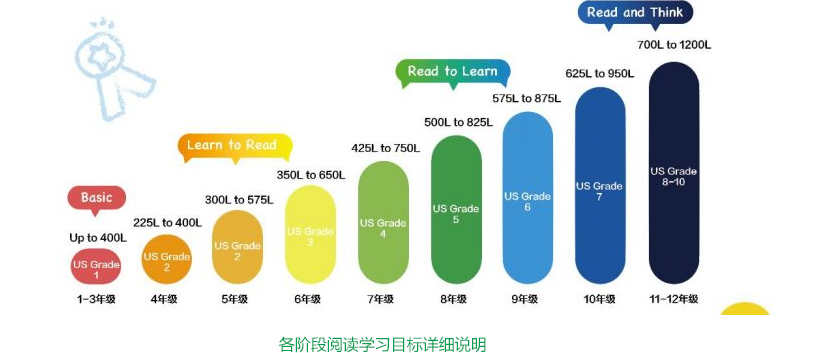 Read and Think
700L to 1200L
Read to Learn
625L to 950L
575L to 875L
500L to 825L
Learn to Read
425L to 750L
350L to 650L
Basic
300L to 575L
225L to 400L
Up to 400L
US Grade
1
US Grade
2
US Grade
2
US Grade
3
US Grade
4
US Grade
5
US Grade
6
US Grade
7
US Grade
8-10
1-3年级
4年级
5年级
6年级
7年级
8年级
9年级
10年级
11-12年级
各阶段阅读学习目标详细说明